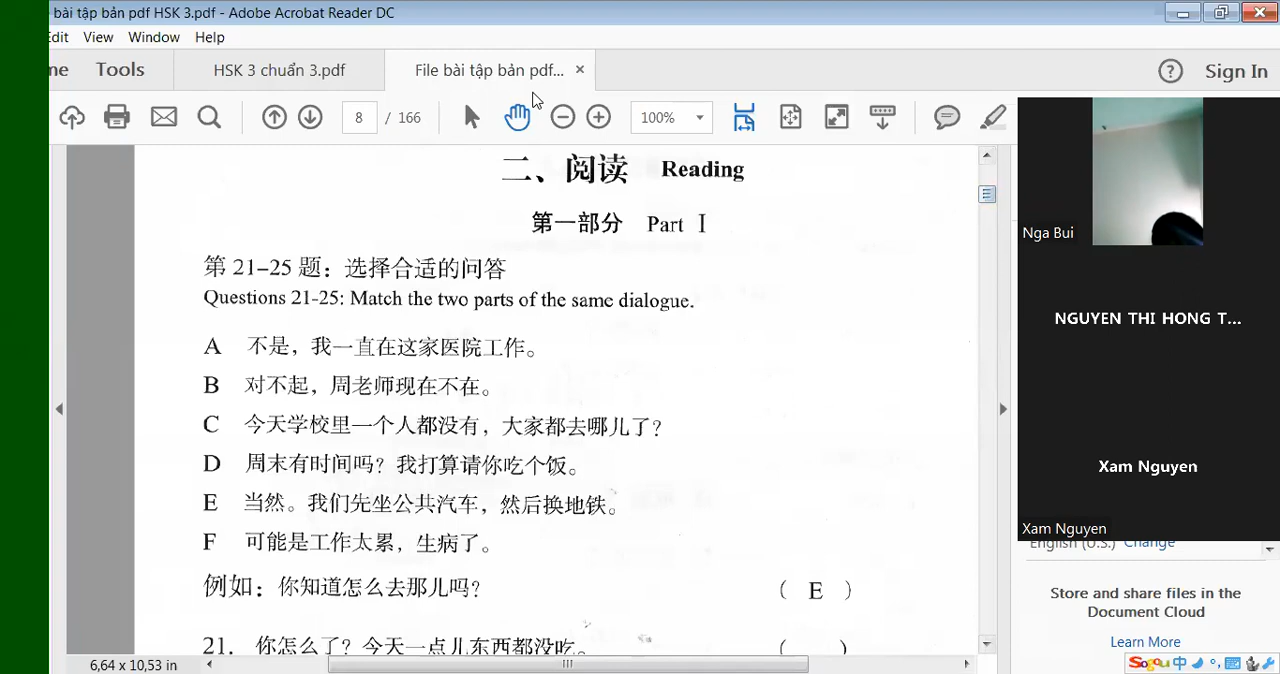 bài tập bản pdf HSK 3.pdf - Adobe Acrobat Reader DC
Edit View Window Help
me Tools HSK 3 chuẩn 3.pdf File bài tập bản pdf... × ? Sign In
8 / 166 100%
二、阅读 Reading
第一部分 Part Ⅰ
第 21–25 题：选择合适的问答
Questions 21-25: Match the two parts of the same dialogue.
A 不是，我一直在这家医院工作。
B 对不起，周老师现在不在。
C 今天学校里一个人都没有，大家都去哪儿了？
D 周末有时间吗？我打算请你吃个饭。
E 当然。我们先坐公共汽车，然后换地铁。
F 可能是工作太累，生病了。
例如：你知道怎么去那儿吗？ （ E ）
21. 你怎么了？今天一点儿东西都没吃。 （ ）
6,64 x 10,53 in
Nga Bui
NGUYEN THI HONG T...
Xam Nguyen
Xam Nguyen
English (U.S.) Change
Store and share files in the
Document Cloud
Learn More
Sogou 中